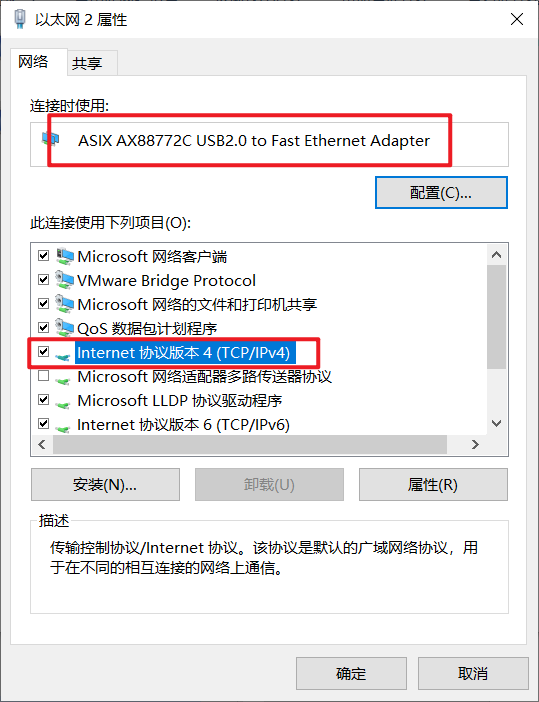 以太网 2 属性
网络
共享
连接时使用:
ASIX AX88772C USB2.0 to Fast Ethernet Adapter
配置(C)...
此连接使用下列项目(O):
Microsoft 网络客户端
VMware Bridge Protocol
Microsoft 网络的文件和打印机共享
QoS 数据包计划程序
Internet 协议版本 4 (TCP/IPv4)
Microsoft 网络适配器多路传送器协议
Microsoft LLDP 协议驱动程序
Internet 协议版本 6 (TCP/IPv6)
安装(N)...
卸载(U)
属性(R)
描述
传输控制协议/Internet 协议。该协议是默认的广域网络协议，用
于在不同的相互连接的网络上通信。
确定
取消